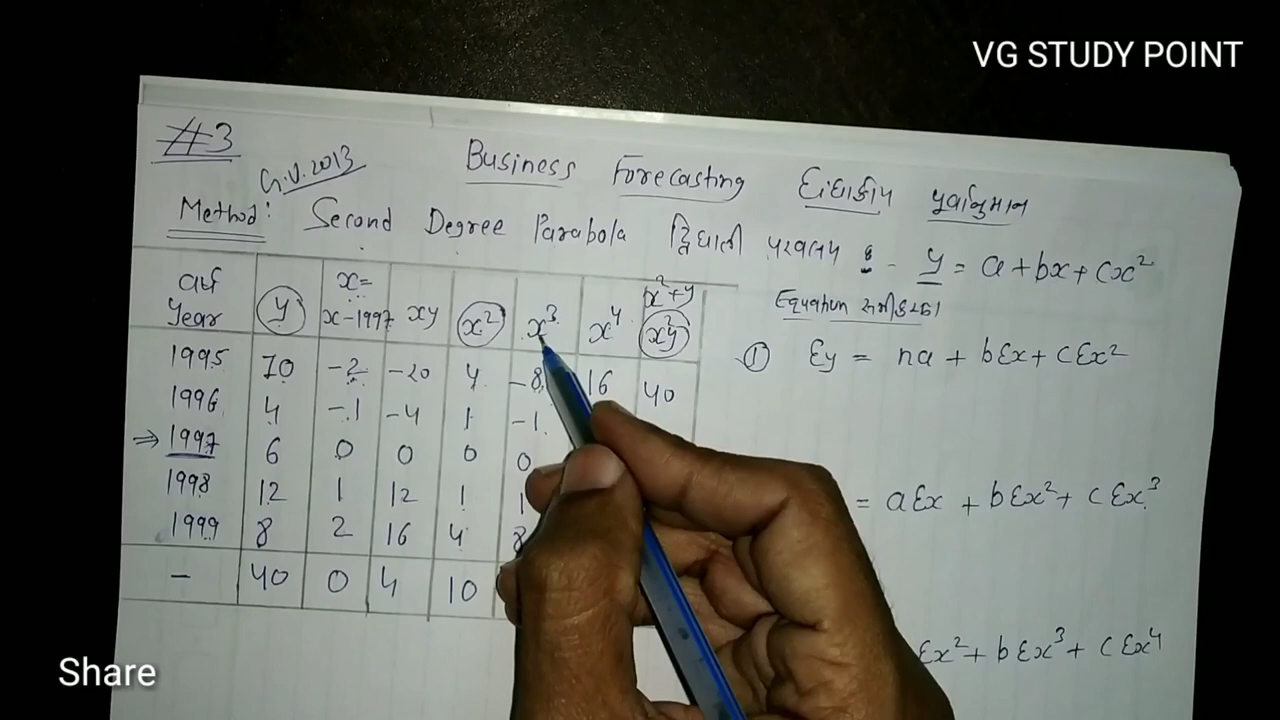 VG STUDY POINT
#3
G.U. 2013
Business Forecasting ધંધાકીય પૂર્વાનુમાન
Method: Second Degree Parabola દ્વિઘાતી પરવલય : - y = a + bx + cx²
Equation સમીકરણ
વર્ષ Year | y | x = x-1997 | xy | x² | x³ | x⁴ | x²+y x²y
1995 | 10 | -2 | -20 | 4 | -8 | 16 | 40
1996 | 4 | -1 | -4 | 1 | -1
⇒ 1997 | 6 | 0 | 0 | 0 | 0
1998 | 12 | 1 | 12 | 1 | 1
1999 | 8 | 2 | 16 | 4 | 8
- | 40 | 0 | 4 | 10
① Σy = na + bΣx + cΣx²
= aΣx + bΣx² + cΣx³
Σx² + bΣx³ + cΣx⁴
Share